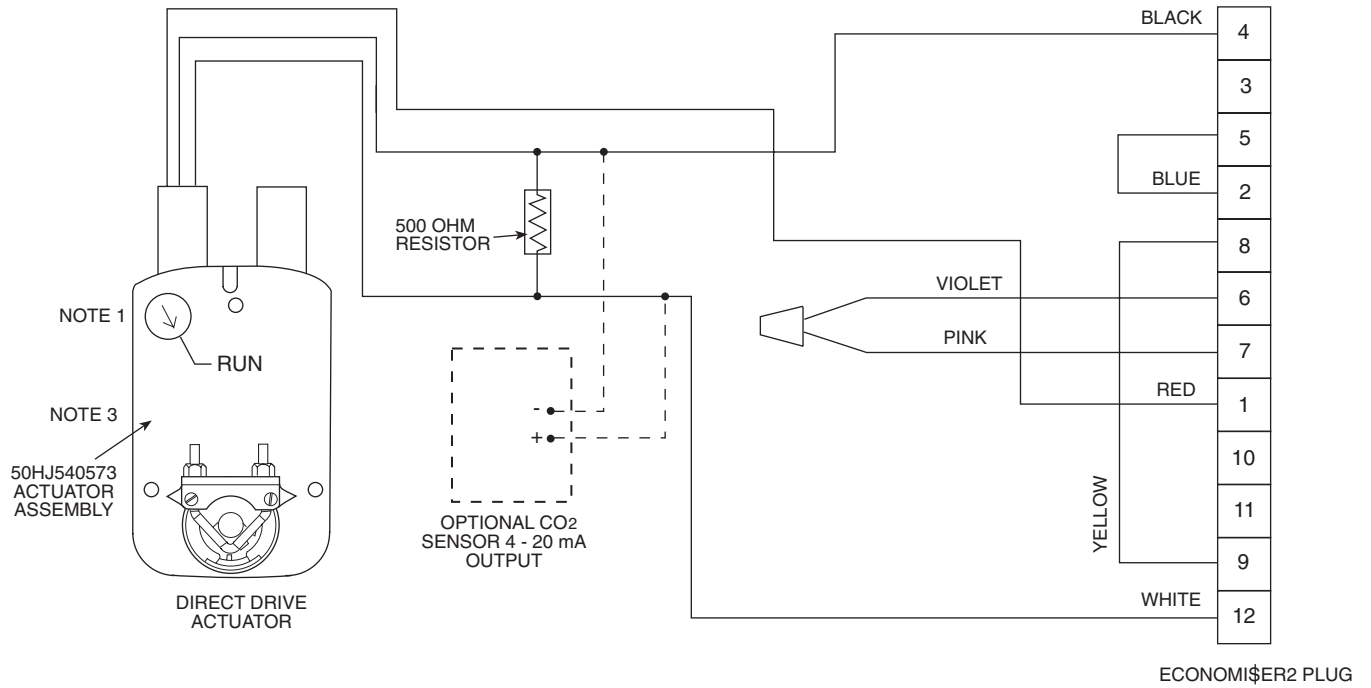 BLACK
4
3
5
BLUE
2
8
500 OHM
RESISTOR
VIOLET
6
NOTE 1
RUN
PINK
7
RED
1
NOTE 3
-
+
10
50HJ540573
ACTUATOR
ASSEMBLY
11
YELLOW
OPTIONAL CO2
SENSOR 4 - 20 mA
OUTPUT
9
DIRECT DRIVE
ACTUATOR
WHITE
12
ECONOMI$ER2 PLUG